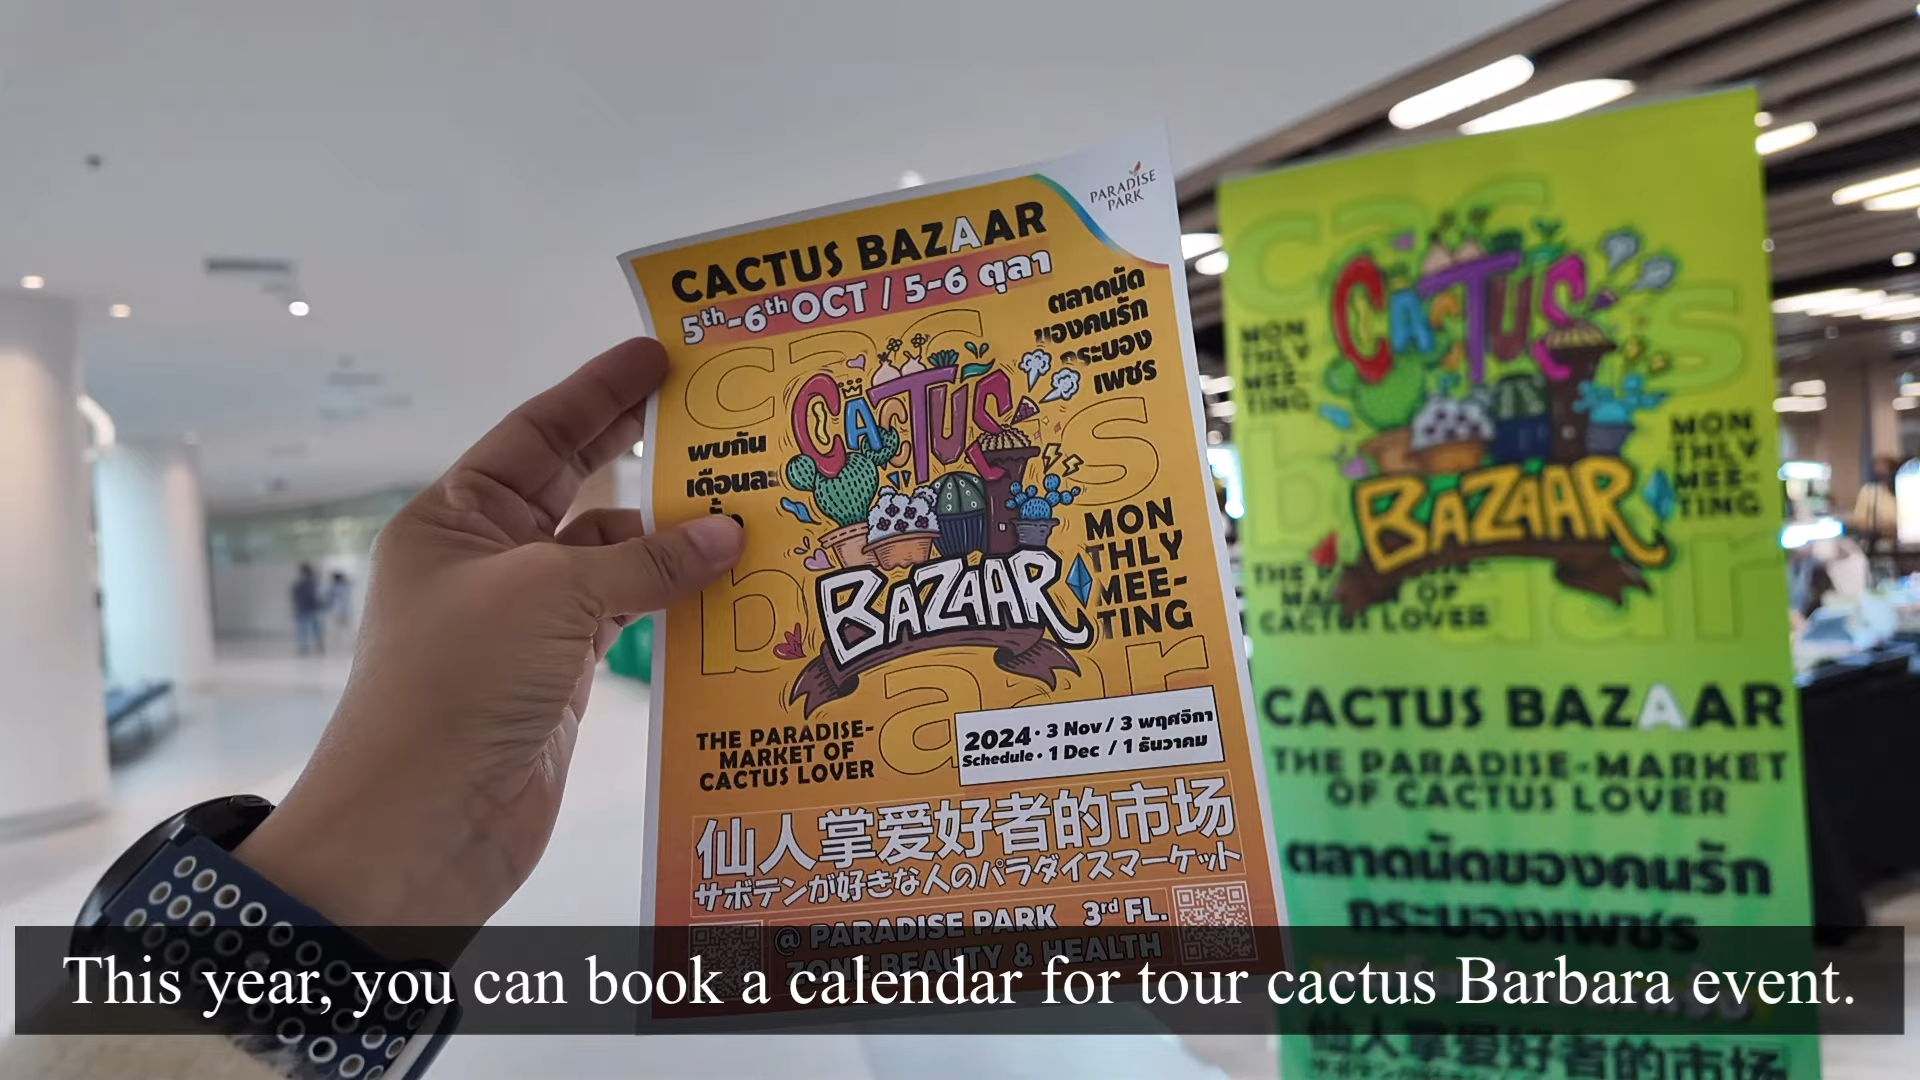 PARADISE
PARK
CACTUS BAZAAR
5th-6th OCT / 5-6 ตุลา
ตลาดนัด
ของคนรัก
กระบอง
เพชร
CACTUS
BAZAAR
พบกัน
เดือนละ
MON
THLY
MEE-
TING
THE PARADISE-
MARKET OF
CACTUS LOVER
2024 · 3 Nov / 3 พฤศจิกา
Schedule · 1 Dec / 1 ธันวาคม
仙人掌爱好者的市场
サボテンが好きな人のパラダイスマーケット
@ PARADISE PARK 3rd FL.
ZONE BEAUTY & HEALTH
CACTUS
BAZAAR
MON
THLY
MEE-
TING
MON
THLY
MEE-
TING
CACTUS LOVER
CACTUS BAZAAR
THE PARADISE-MARKET
OF CACTUS LOVER
ตลาดนัดของคนรัก
กระบองเพชร
仙人掌爱好者的市场
This year, you can book a calendar for tour cactus Barbara event.